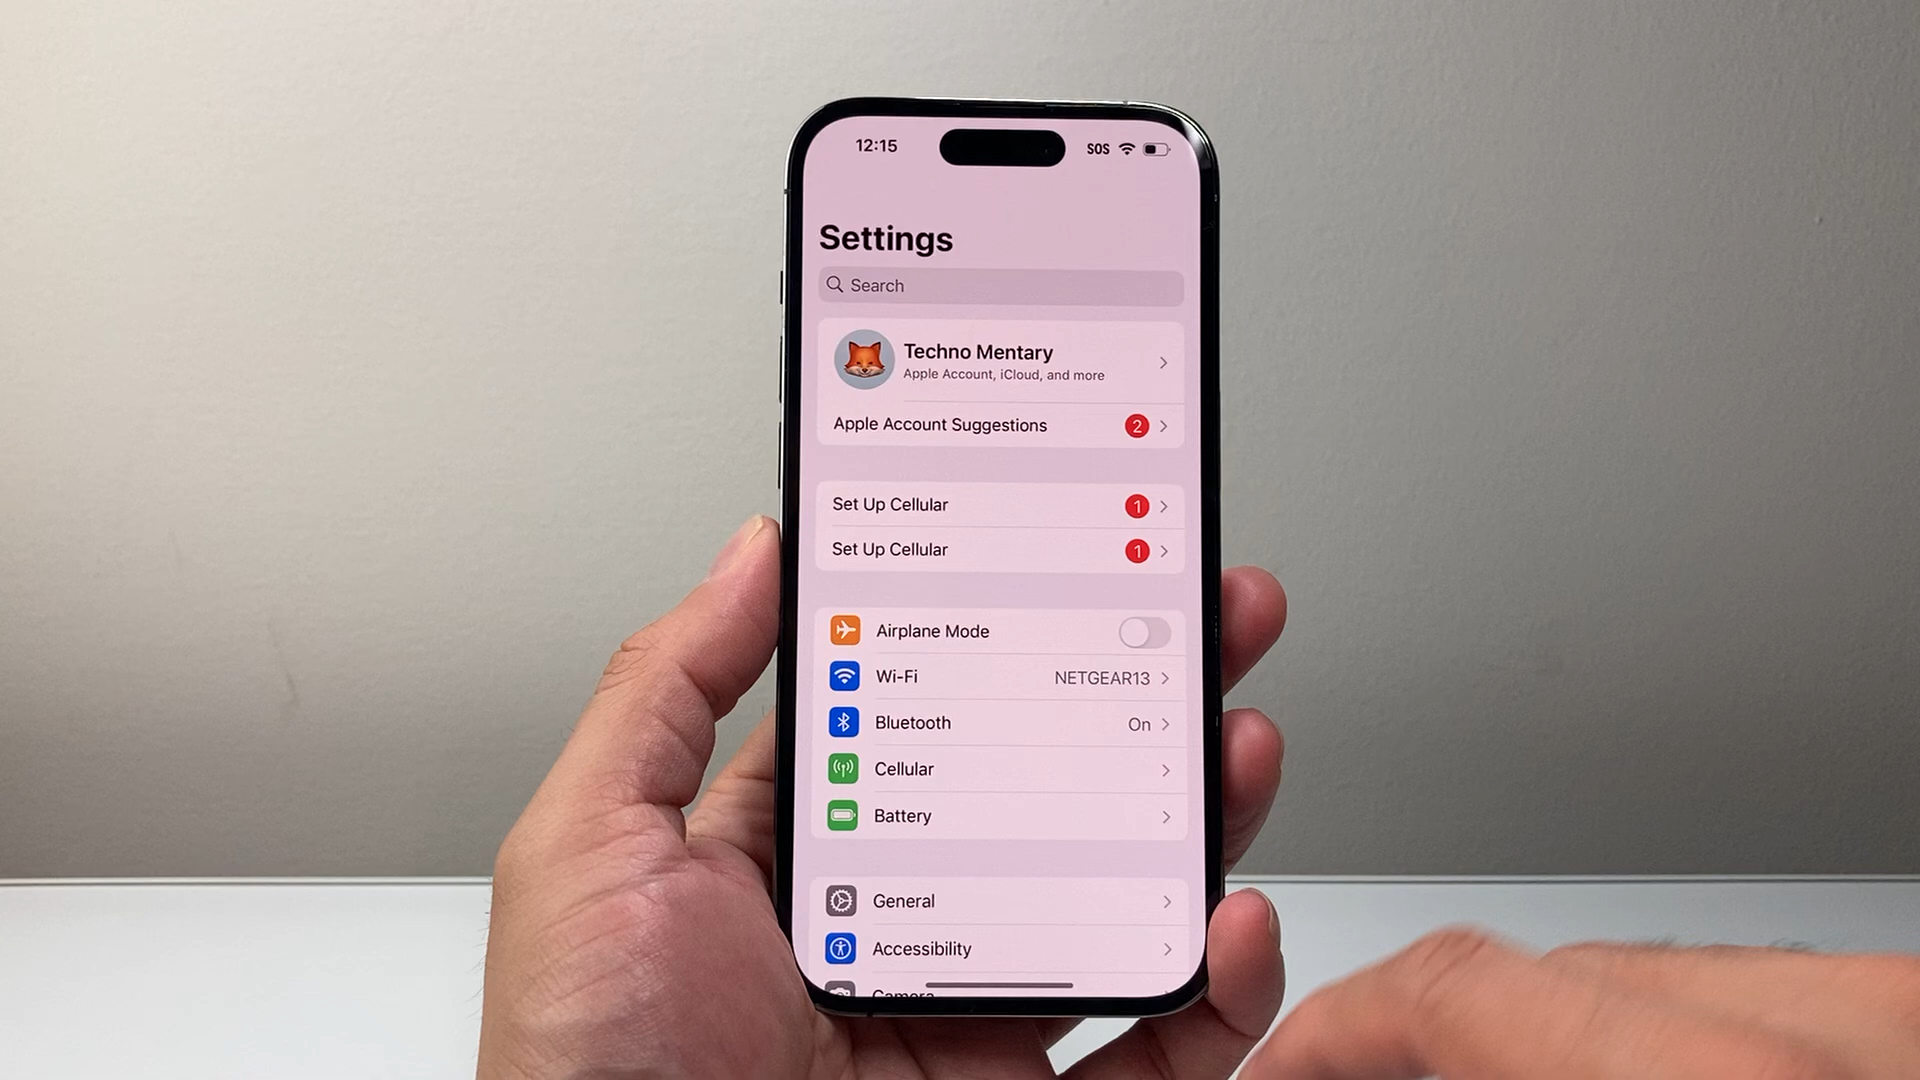 12:15 SOS
Settings
Search
Techno Mentary
Apple Account, iCloud, and more
Apple Account Suggestions 2
Set Up Cellular 1
Set Up Cellular 1
Airplane Mode
Wi-Fi NETGEAR13
Bluetooth On
Cellular
Battery
General
Accessibility
Camera